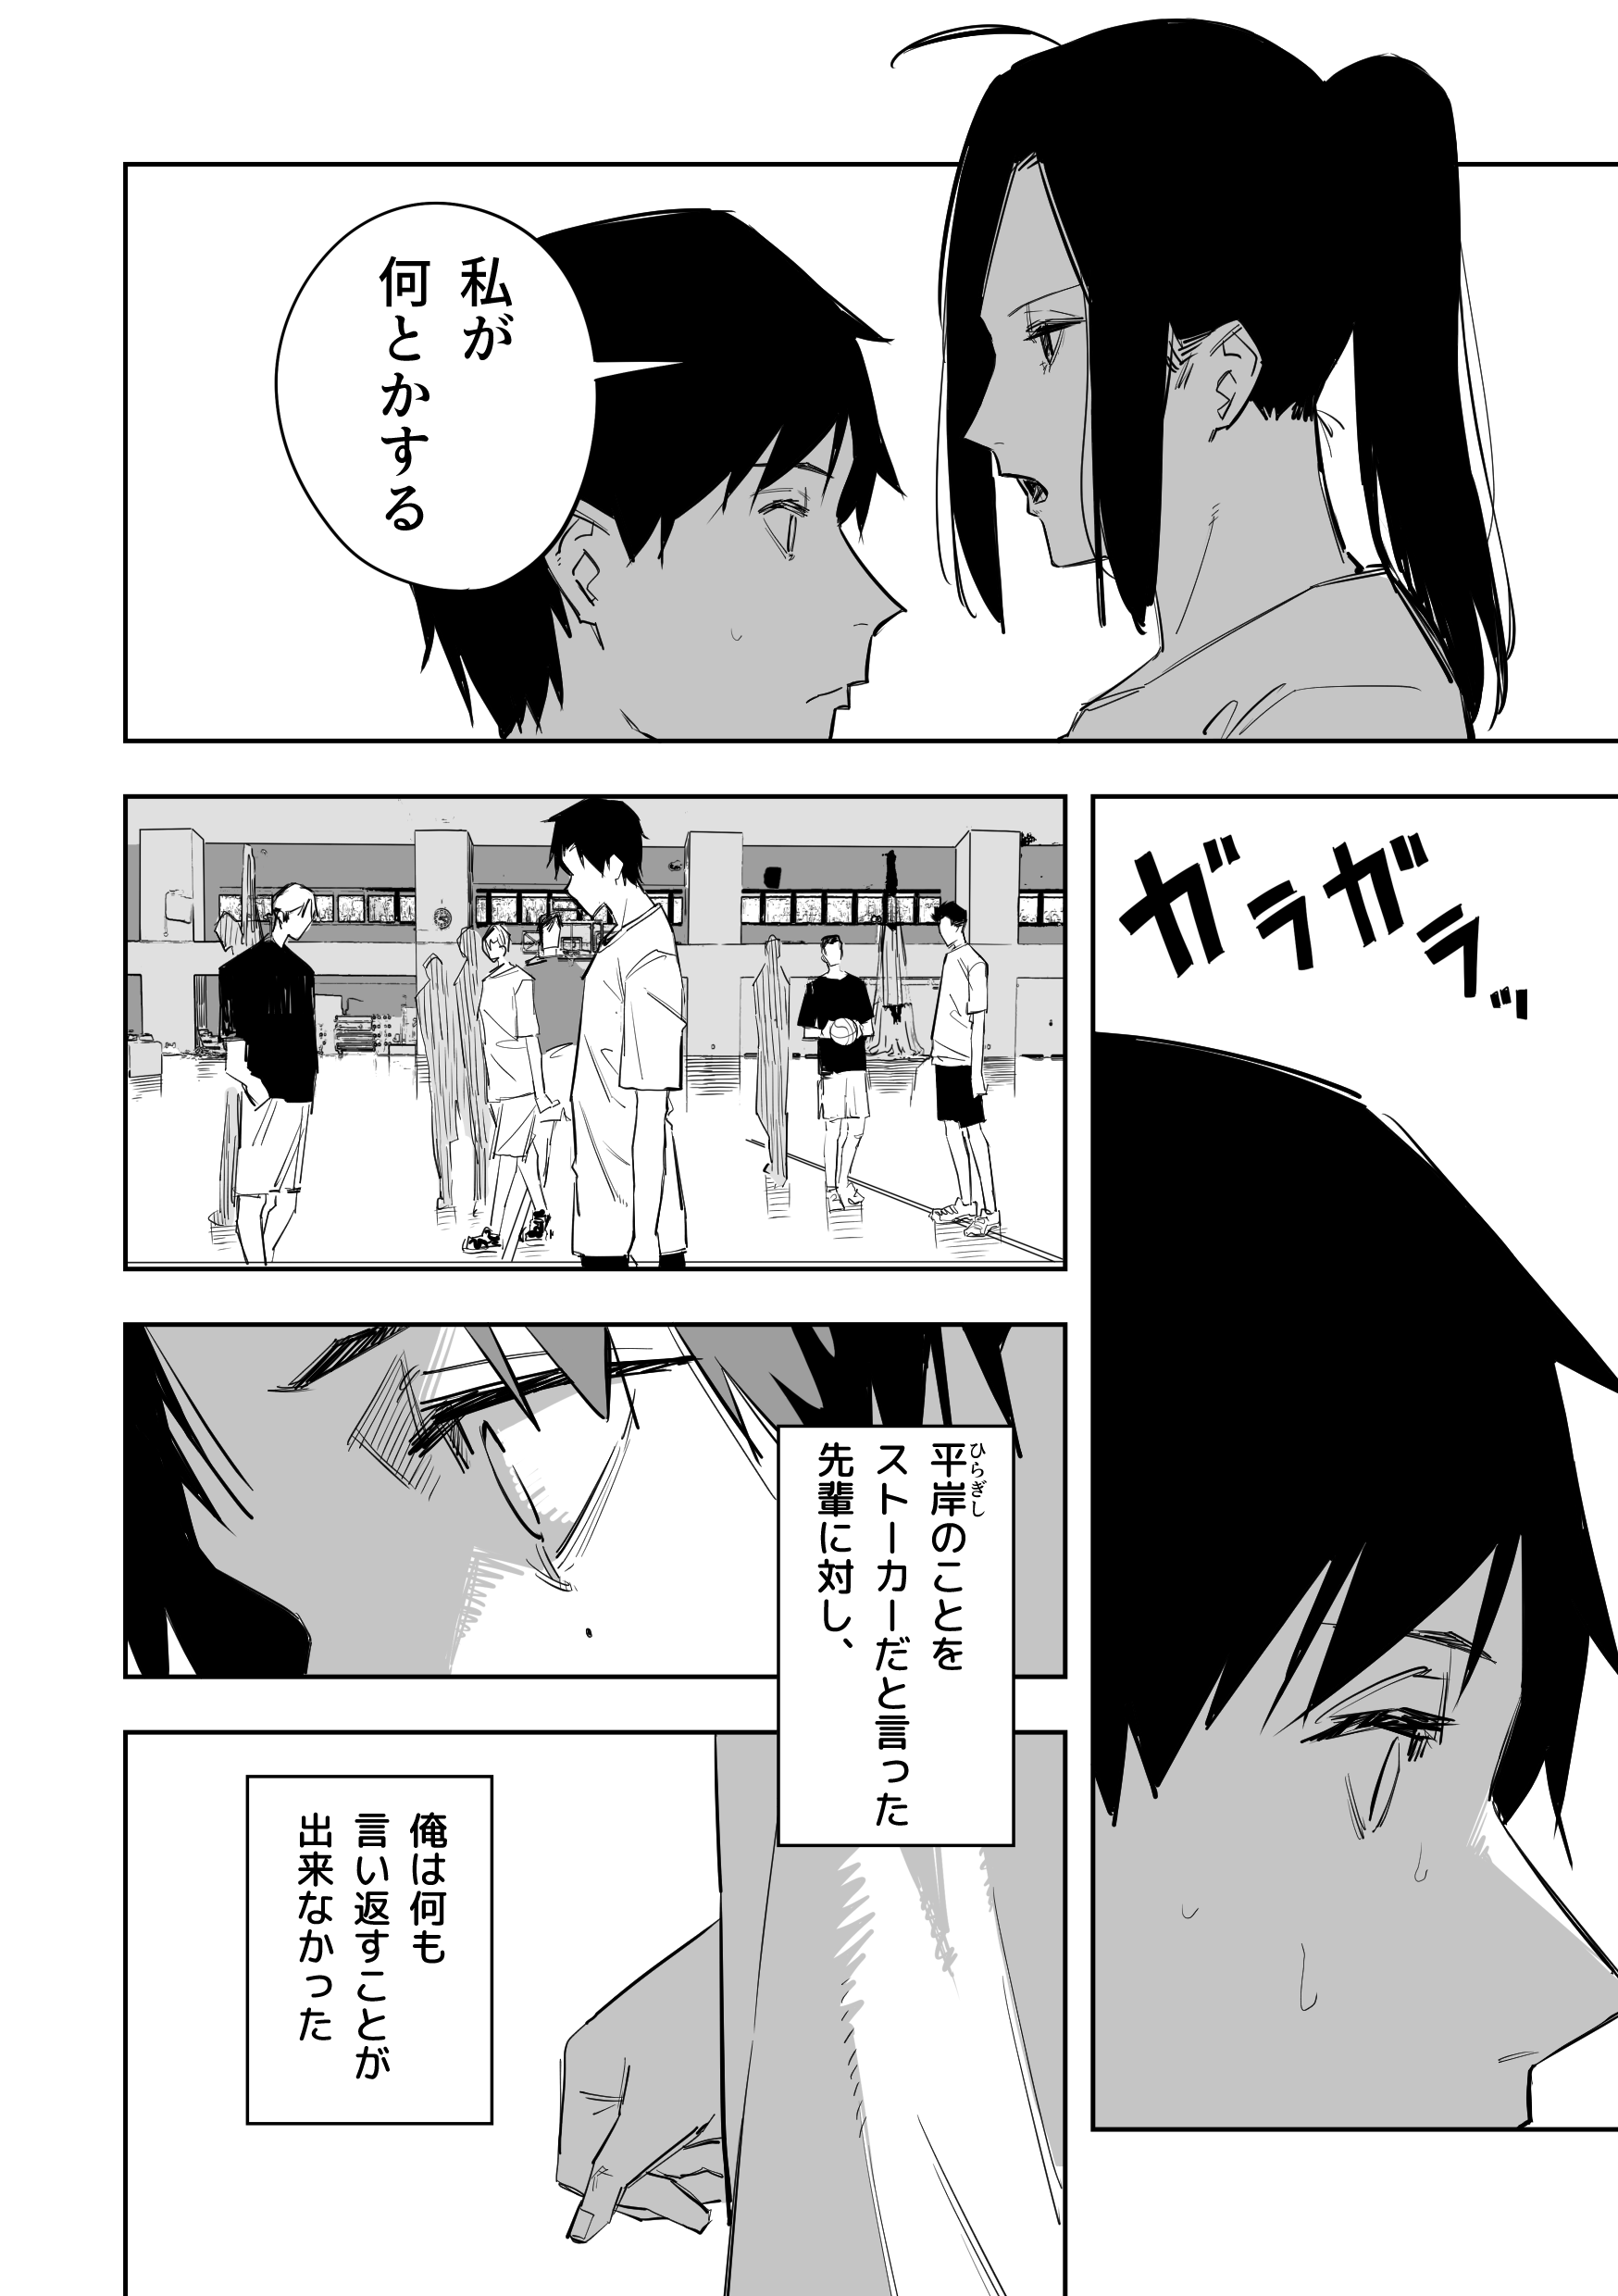 私が
何とかする
ガラガラッ
平岸のことを
ひらぎし
ストーカーだと言った
先輩に対し、
俺は何も
言い返すことが
出来なかった